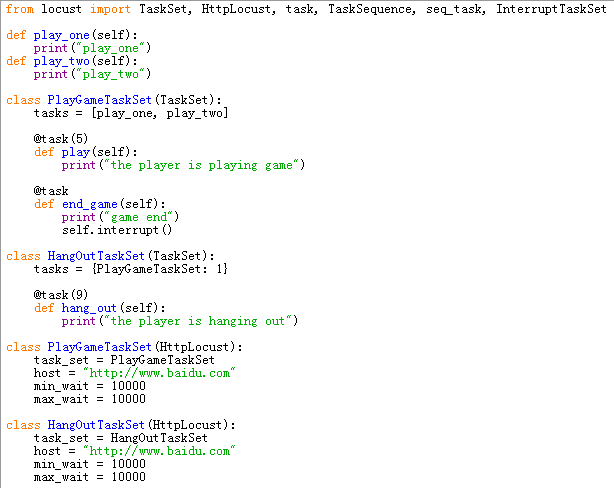 from locust import TaskSet, HttpLocust, task, TaskSequence, seq_task, InterruptTaskSet
def play_one(self):
    print("play_one")
def play_two(self):
    print("play_two")
class PlayGameTaskSet(TaskSet):
    tasks = [play_one, play_two]
    @task(5)
    def play(self):
        print("the player is playing game")
    @task
    def end_game(self):
        print("game end")
        self.interrupt()
class HangOutTaskSet(TaskSet):
    tasks = {PlayGameTaskSet: 1}
    @task(9)
    def hang_out(self):
        print("the player is hanging out")
class PlayGameTaskSet(HttpLocust):
    task_set = PlayGameTaskSet
    host = "http://www.baidu.com"
    min_wait = 10000
    max_wait = 10000
class HangOutTaskSet(HttpLocust):
    task_set = HangOutTaskSet
    host = "http://www.baidu.com"
    min_wait = 10000
    max_wait = 10000